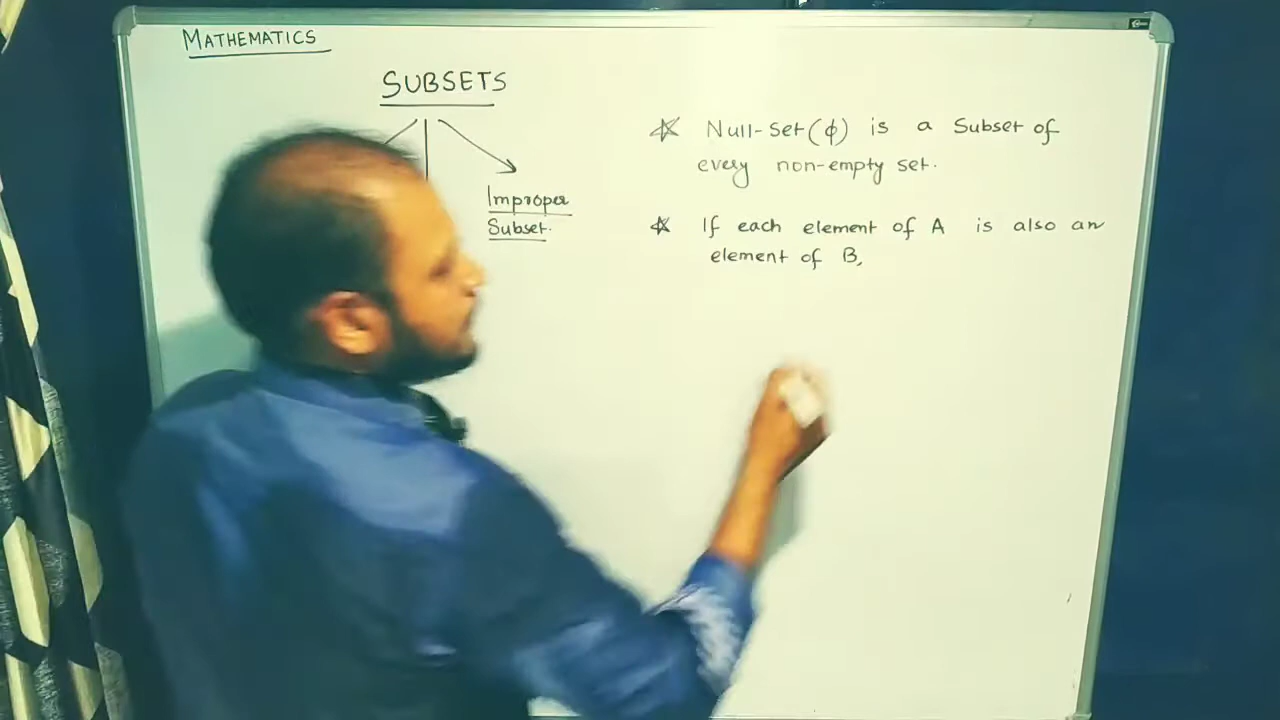 MATHEMATICS
SUBSETS
Improper
Subset.
☆ Null-Set (ϕ) is a Subset of
every non-empty set.
☆ If each element of A is also an
element of B,